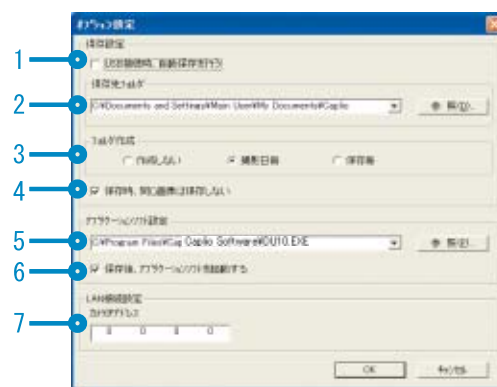 オプション設定
保存設定
1
USB接続時、自動保存を行う
保存先フォルダ
2
C:¥Documents and Settings¥Main User¥My Documents¥Caplio
参 照(D)...
フォルダ作成
3
作成しない
撮影日毎
保存毎
4
保存時、同じ画像は保存しない
アプリケーションソフト設定
5
C:¥Program Files¥Cap Caplio Software¥DU10.EXE
参 照(E)...
6
保存後、アプリケーションソフトを起動する
LAN接続設定
7
カメラIPアドレス
0 0 0 0
OK
キャンセル